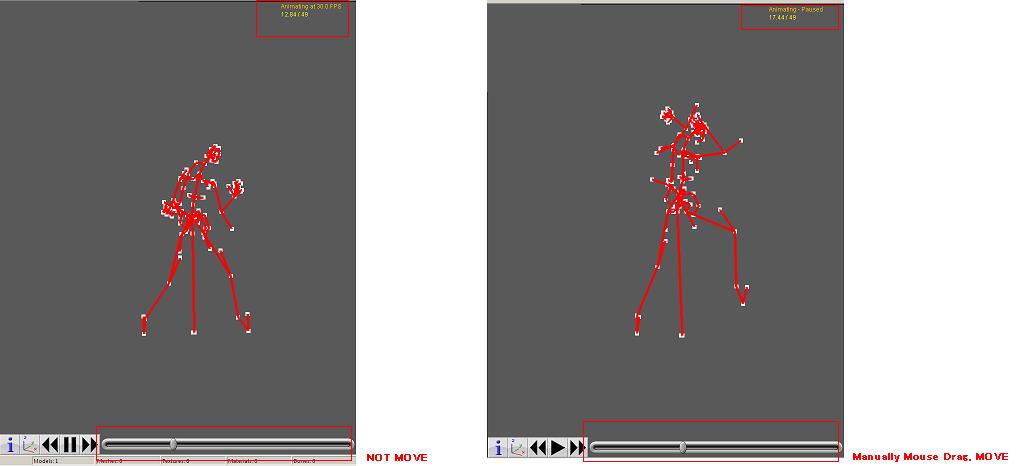 Animating at 30.0 FPS
12.84 / 49
Animating - Paused
17.44 / 49
Models: 1
Meshes: 0
Textures: 0
Materials: 0
Bones: 0
NOT MOVE
Manually Mouse Drag, MOVE